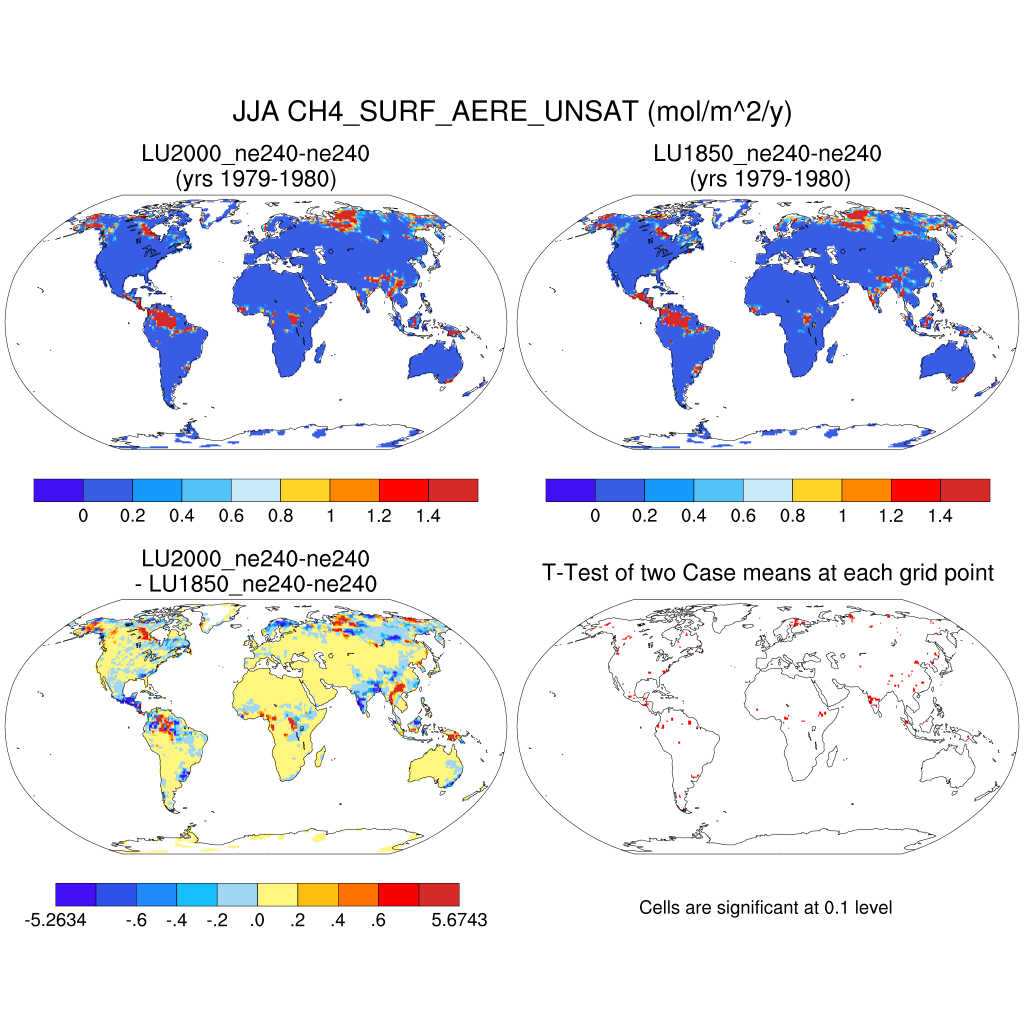 JJA CH4_SURF_AERE_UNSAT (mol/m^2/y)
LU2000_ne240-ne240
(yrs 1979-1980)
LU1850_ne240-ne240
(yrs 1979-1980)
0 0.2 0.4 0.6 0.8 1 1.2 1.4
0 0.2 0.4 0.6 0.8 1 1.2 1.4
LU2000_ne240-ne240
- LU1850_ne240-ne240
T-Test of two Case means at each grid point
-5.2634 -.6 -.4 -.2 .0 .2 .4 .6 5.6743
Cells are significant at 0.1 level